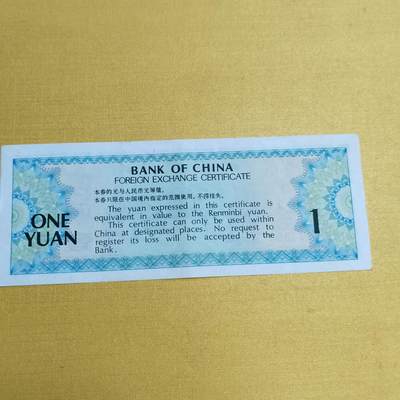 BANK OF CHINA
FOREIGN EXCHANGE CERTIFICATE
本券的元与人民币元等值。
本券只限在中国境内指定的范围使用,不得挂失。
The yuan expressed in this certificate is
equivalent in value to the Renminbi yuan.
This certificate can only be used within
China at designated places. No request to
register its loss will be accepted by the
Bank.
ONE
YUAN
1